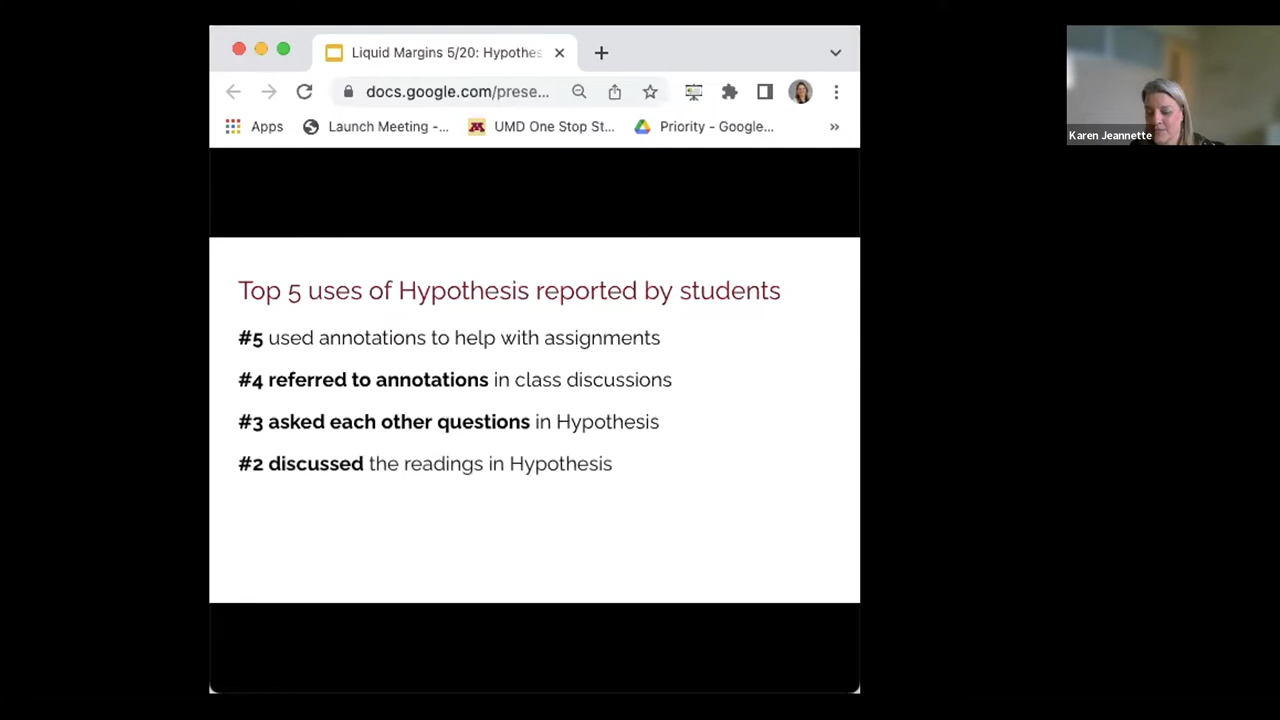 Liquid Margins 5/20: Hypothes
docs.google.com/prese...
Apps
Launch Meeting -...
UMD One Stop St...
Priority - Google...
Karen Jeannette
Top 5 uses of Hypothesis reported by students
#5 used annotations to help with assignments
#4 referred to annotations in class discussions
#3 asked each other questions in Hypothesis
#2 discussed the readings in Hypothesis